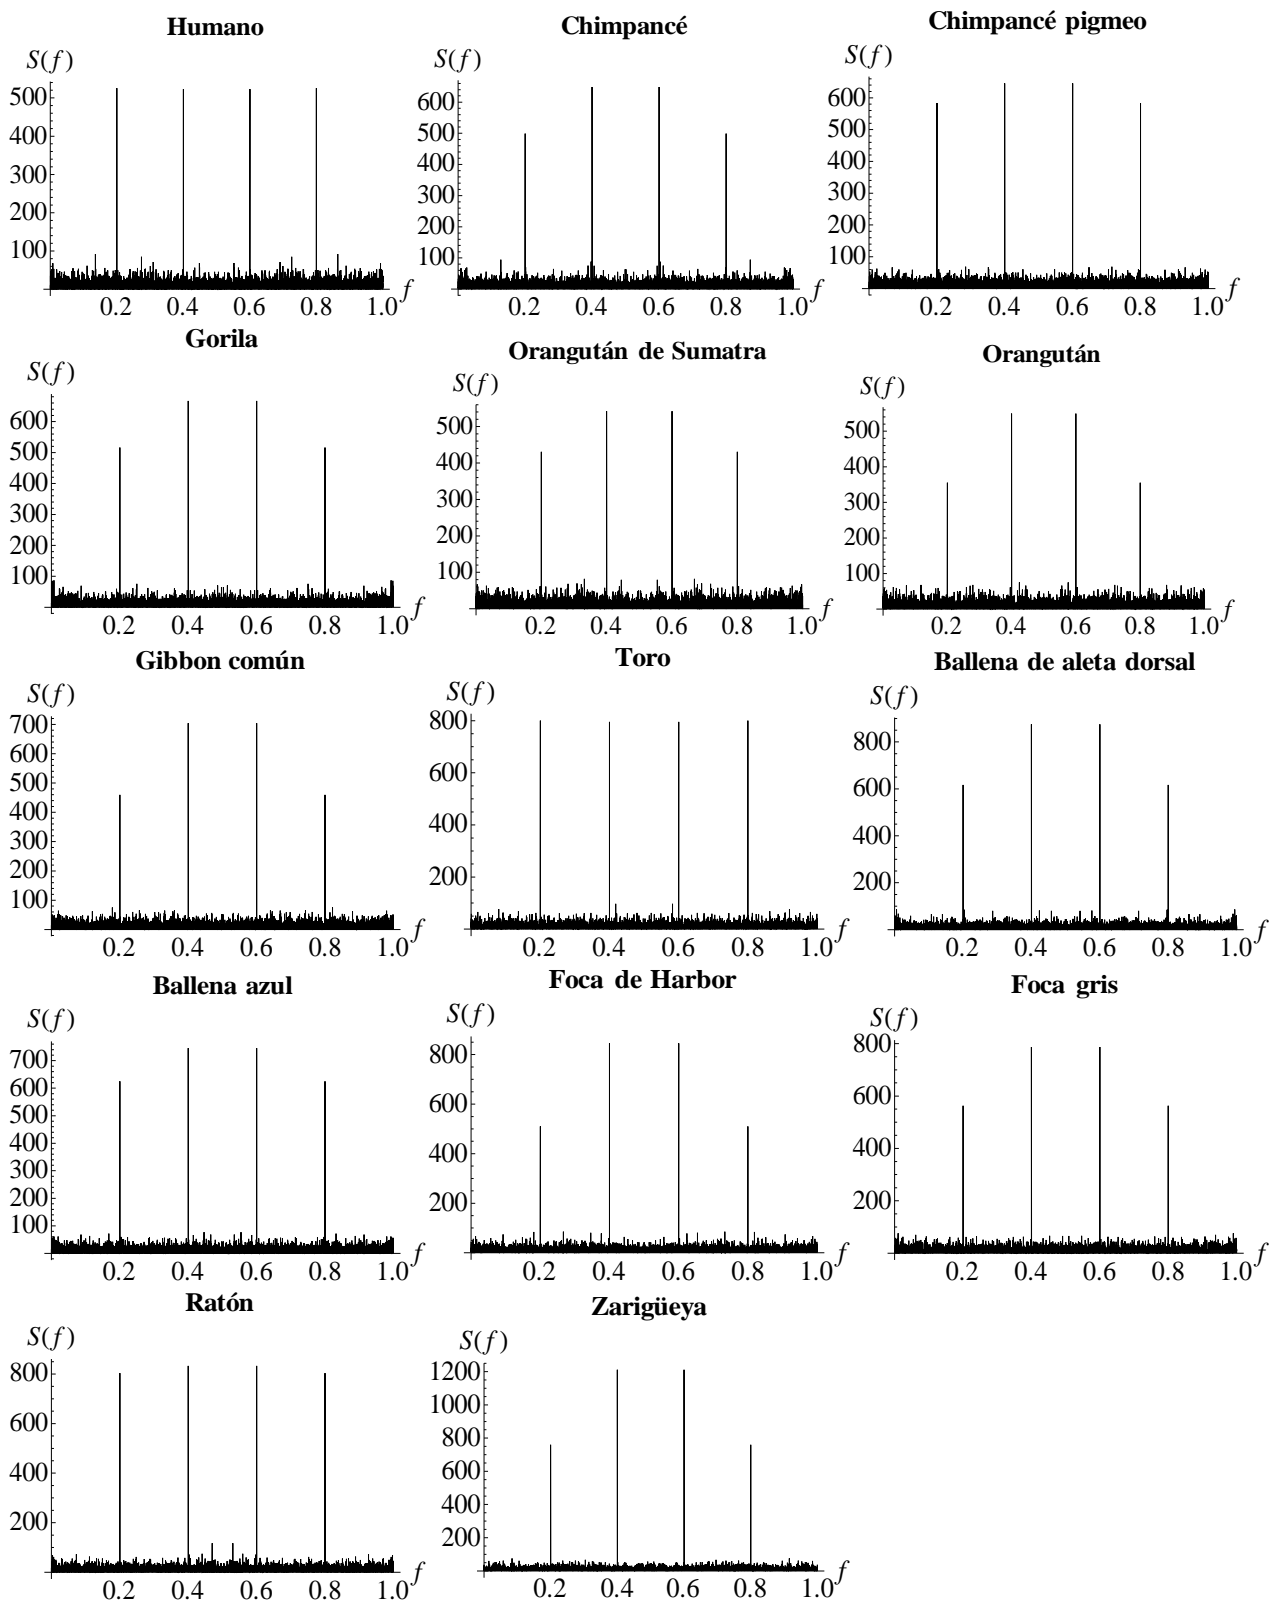 Humano
S(f)
500
400
300
200
100
0.2 0.4 0.6 0.8 1.0 f
Chimpancé
S(f)
600
500
400
300
200
100
0.2 0.4 0.6 0.8 1.0 f
Chimpancé pigmeo
S(f)
600
500
400
300
200
100
0.2 0.4 0.6 0.8 1.0 f
Gorila
S(f)
600
500
400
300
200
100
0.2 0.4 0.6 0.8 1.0 f
Orangután de Sumatra
S(f)
500
400
300
200
100
0.2 0.4 0.6 0.8 1.0 f
Orangután
S(f)
500
400
300
200
100
0.2 0.4 0.6 0.8 1.0 f
Gibbon común
S(f)
700
600
500
400
300
200
100
0.2 0.4 0.6 0.8 1.0 f
Toro
S(f)
800
600
400
200
0.2 0.4 0.6 0.8 1.0 f
Ballena de aleta dorsal
S(f)
800
600
400
200
0.2 0.4 0.6 0.8 1.0 f
Ballena azul
S(f)
700
600
500
400
300
200
100
0.2 0.4 0.6 0.8 1.0 f
Foca de Harbor
S(f)
800
600
400
200
0.2 0.4 0.6 0.8 1.0 f
Foca gris
S(f)
800
600
400
200
0.2 0.4 0.6 0.8 1.0 f
Ratón
S(f)
800
600
400
200
0.2 0.4 0.6 0.8 1.0 f
Zarigüeya
S(f)
1200
1000
800
600
400
200
0.2 0.4 0.6 0.8 1.0 f